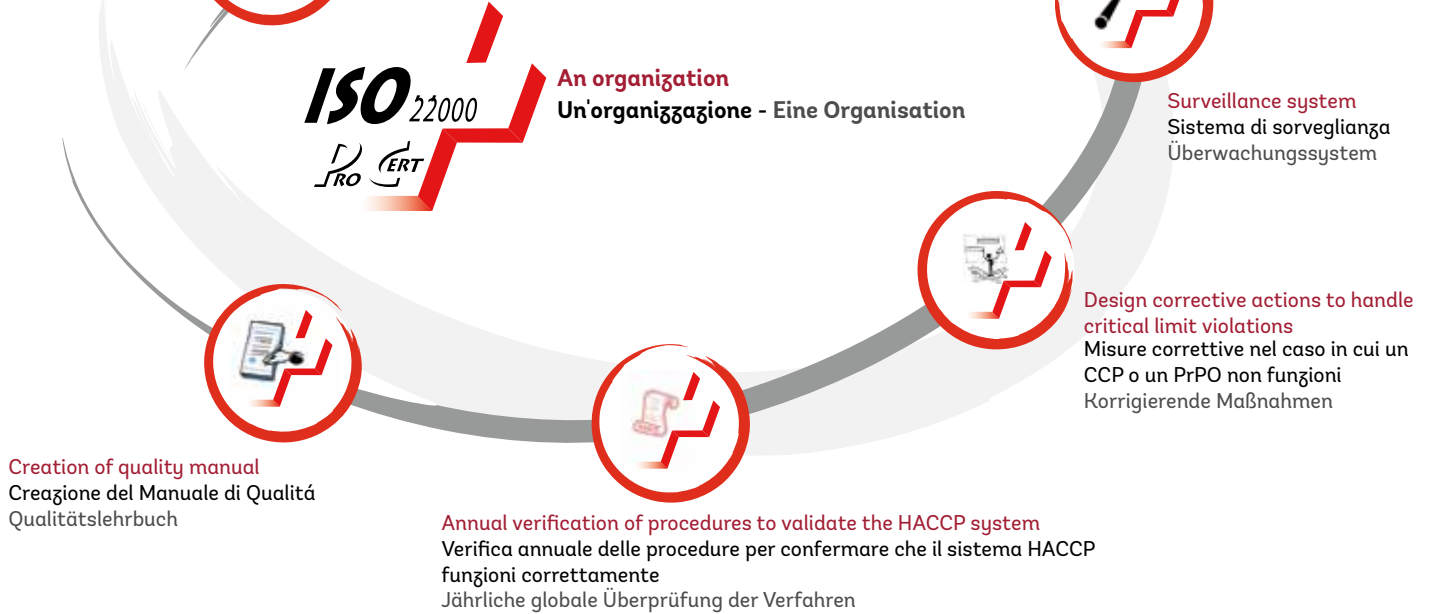 ISO 22000
PRO CERT
An organization
Un'organizzazione - Eine Organisation
Surveillance system
Sistema di sorveglianza
Überwachungssystem
Design corrective actions to handle
critical limit violations
Misure correttive nel caso in cui un
CCP o un PrPO non funzioni
Korrigierende Maßnahmen
Creation of quality manual
Creazione del Manuale di Qualitá
Qualitätslehrbuch
Annual verification of procedures to validate the HACCP system
Verifica annuale delle procedure per confermare che il sistema HACCP
funzioni correttamente
Jährliche globale Überprüfung der Verfahren